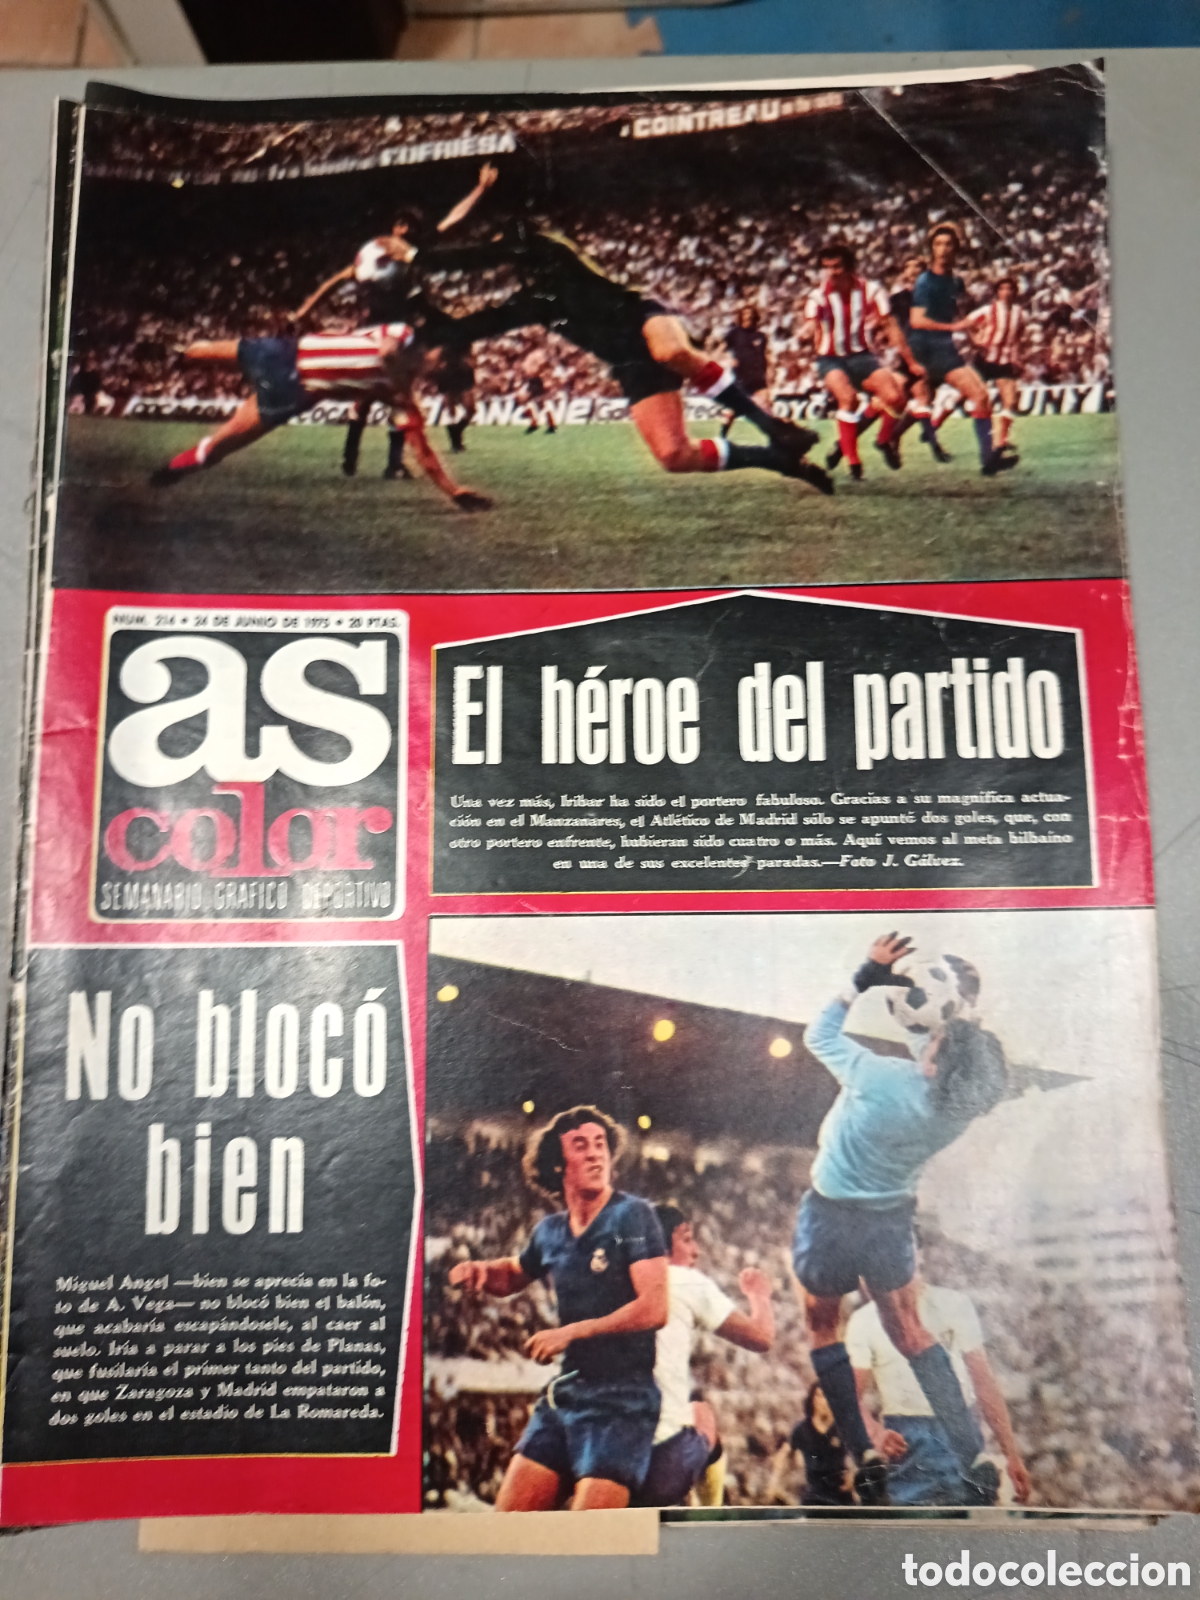 COFRIESA
COINTREAU
DANONE
NUM. 214 • 24 DE JUNIO DE 1975 • 25 PTAS.
as
color
SEMANARIO GRAFICO DEPORTIVO
El héroe del partido
Una vez más, Iribar ha sido el portero fabuloso. Gracias a su magnífica actua-
ción en el Manzanares, el Atlético de Madrid sólo se apuntó dos goles, que, con
otro portero enfrente, hubieran sido cuatro o más. Aquí vemos al meta bilbaíno
en una de sus excelentes paradas.—Foto J. Gálvez.
No blocó
bien
Miguel Angel —bien se aprecia en la fo-
to de A. Vega— no blocó bien el balón,
que acabaría escapándosele, al caer al
suelo. Iría a parar a los pies de Planas,
que fusilaría el primer tanto del partido,
en que Zaragoza y Madrid empataron a
dos goles en el estadio de La Romareda.
todocoleccion